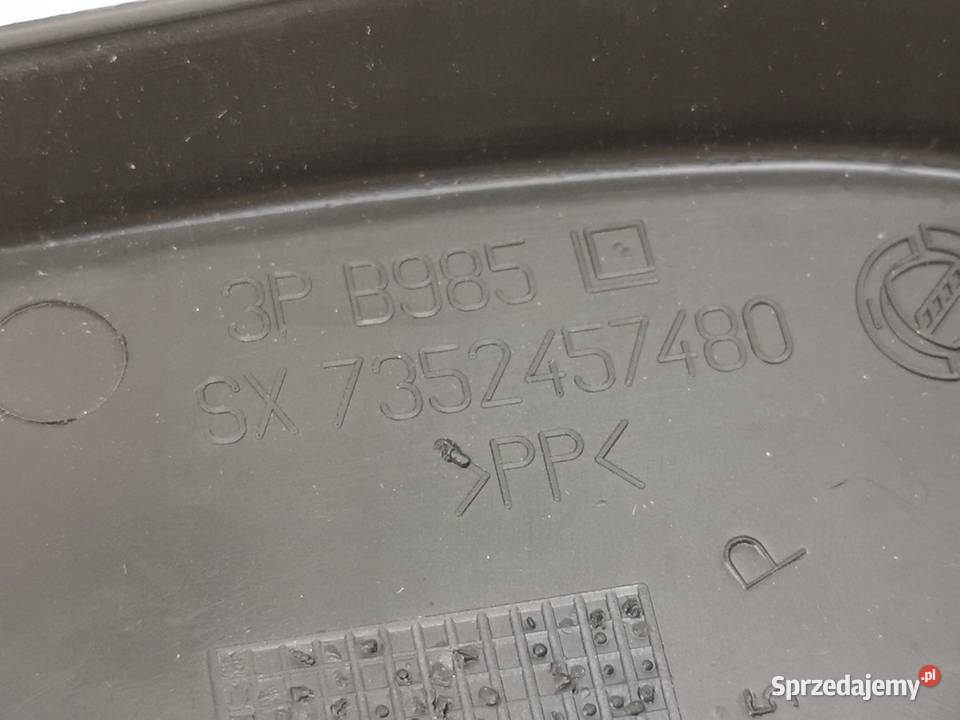 3P B985
SX 7352457480
>PP<
P
Sprzedajemy.pl